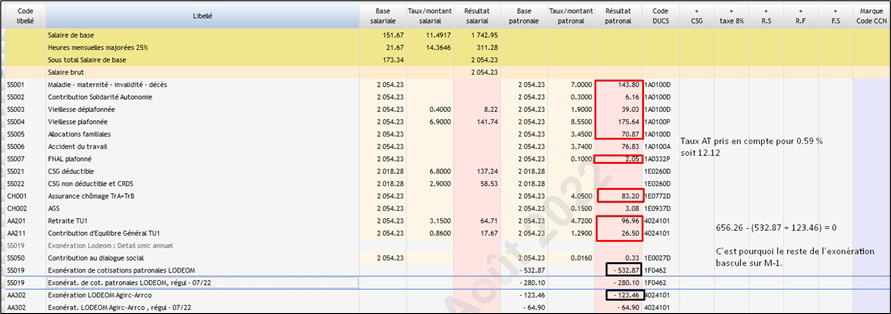 Code libellé Libellé Base salariale Taux/montant salarial Résultat salarial Base patronale Taux/montant patronal Résultat patronal Code DUCS + CSG + taxe 8% + R.S + R.F + F.S Marque Code CCN
Salaire de base 151.67 11.4917 1 742.95
Heures mensuelles majorées 25% 21.67 14.3646 311.28
Sous total Salaire de base 173.34 2 054.23
Salaire brut 2 054.23
SS001 Maladie - maternité - invalidité - décès 2 054.23 2 054.23 7.0000 143.80 1A0100D
SS002 Contribution Solidarité Autonomie 2 054.23 2 054.23 0.3000 6.16 1A0100D
SS003 Vieillesse déplafonnée 2 054.23 0.4000 8.22 2 054.23 1.9000 39.03 1A0100D
SS004 Vieillesse plafonnée 2 054.23 6.9000 141.74 2 054.23 8.5500 175.64 1A0100P
SS005 Allocations familiales 2 054.23 2 054.23 3.4500 70.87 1A0100D
SS006 Accident du travail 2 054.23 2 054.23 3.7400 76.83 1A0100A
SS007 FNAL plafonné 2 054.23 2 054.23 0.1000 2.05 1A0332P
SS021 CSG déductible 2 018.28 6.8000 137.24 2 018.28 1E0260D
SS022 CSG non déductible et CRDS 2 018.28 2.9000 58.53 2 018.28 1E0260D
CH001 Assurance chômage TrA+TrB 2 054.23 2 054.23 4.0500 83.20 1E0772D
CH002 AGS 2 054.23 2 054.23 0.1500 3.08 1E0937D
AA201 Retraite TU1 2 054.23 3.1500 64.71 2 054.23 4.7200 96.96 4024101
AA211 Contribution d'Equilibre Général TU1 2 054.23 0.8600 17.67 2 054.23 1.2900 26.50 4024101
SS019 Exonération Lodeom : Detail smic annuel
SS050 Contribution au dialogue social 2 054.23 2 054.23 0.0160 0.33 1E0027D
SS019 Exonération de cotisations patronales LODEOM - 532.87 - 532.87 1F0462
SS019 Exonérat. de cot. patronales LODEOM, régul - 07/22 - 280.10 - 280.10 1F0462
AA302 Exonération LODEOM Agirc-Arrco - 123.46 - 123.46 4024101
AA302 Exonérat. LODEOM Agirc-Arrco , régul - 07/22 - 64.90 - 64.90 4024101
Taux AT pris en compte pour 0.59 %
soit 12.12
656.26 - (532.87 + 123.46) = 0
C'est pourquoi le reste de l'exonération
bascule sur M-1.
Août 2022